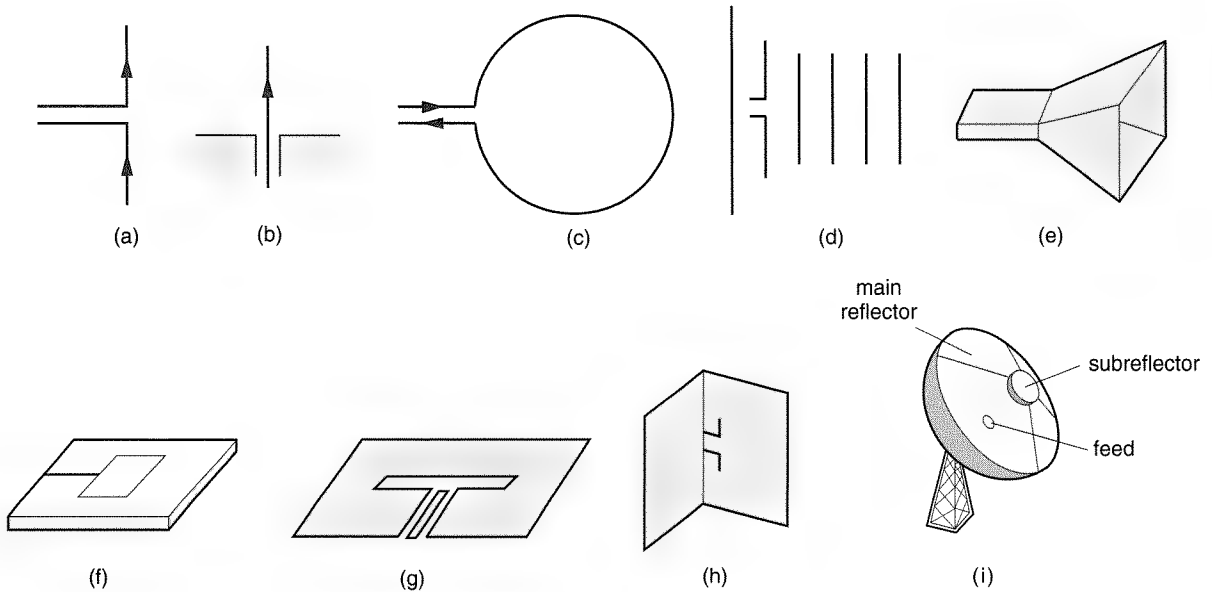 (a)
(b)
(c)
(d)
(e)
main
reflector
subreflector
feed
(f)
(g)
(h)
(i)